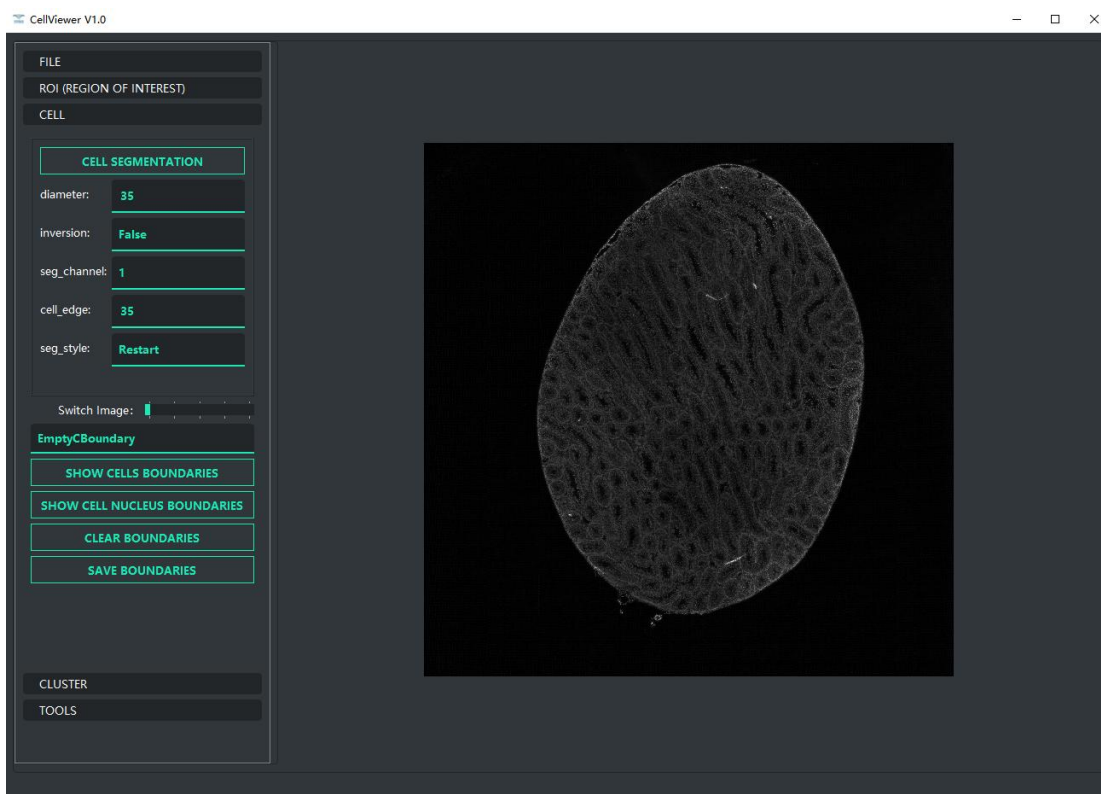 CellViewer V1.0
FILE
ROI (REGION OF INTEREST)
CELL
CELL SEGMENTATION
diameter: 35
inversion: False
seg_channel: 1
cell_edge: 35
seg_style: Restart
Switch Image:
EmptyCBoundary
SHOW CELLS BOUNDARIES
SHOW CELL NUCLEUS BOUNDARIES
CLEAR BOUNDARIES
SAVE BOUNDARIES
CLUSTER
TOOLS